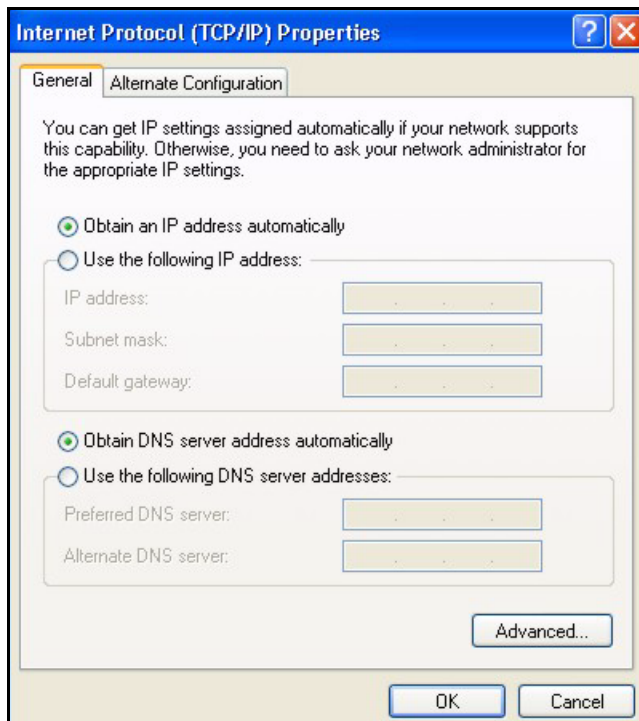 Internet Protocol (TCP/IP) Properties
General
Alternate Configuration
You can get IP settings assigned automatically if your network supports
this capability. Otherwise, you need to ask your network administrator for
the appropriate IP settings.
Obtain an IP address automatically
Use the following IP address:
IP address:
Subnet mask:
Default gateway:
Obtain DNS server address automatically
Use the following DNS server addresses:
Preferred DNS server:
Alternate DNS server:
Advanced...
OK
Cancel